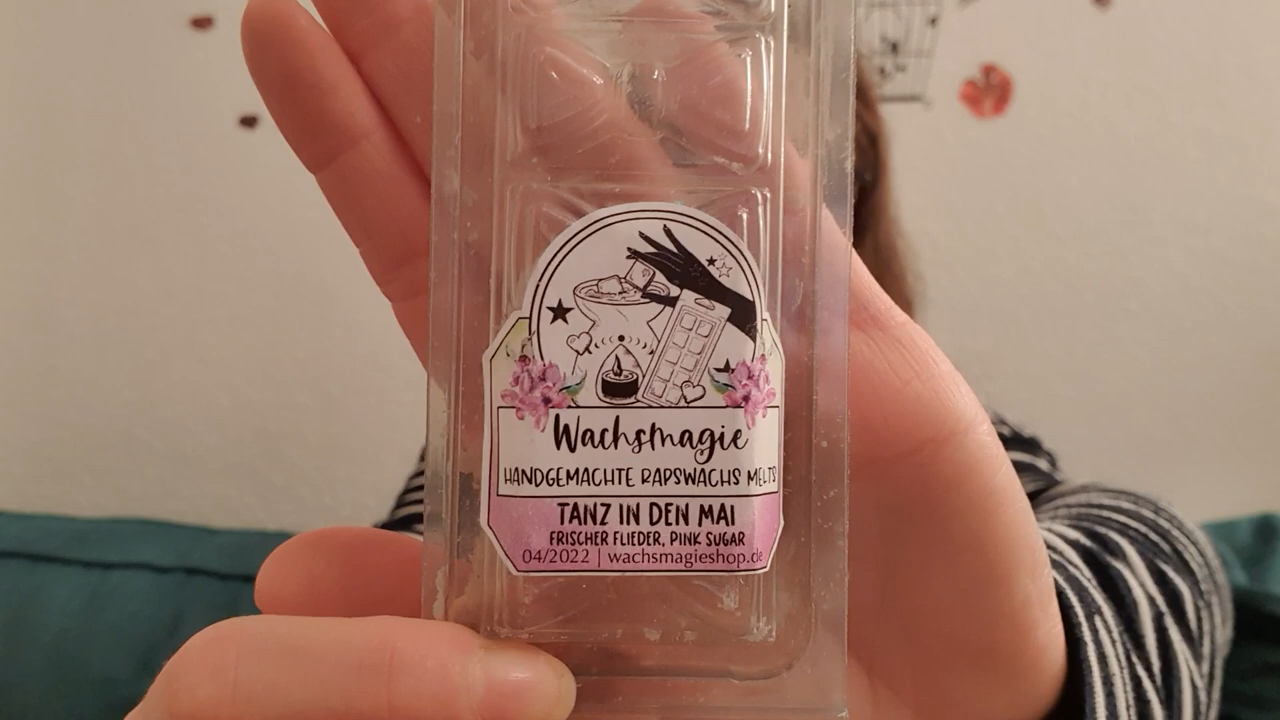 Wachsmagie
HANDGEMACHTE RAPSWACHS MELTS
TANZ IN DEN MAI
FRISCHER FLIEDER, PINK SUGAR
04/2022 | wachsmagieshop.de